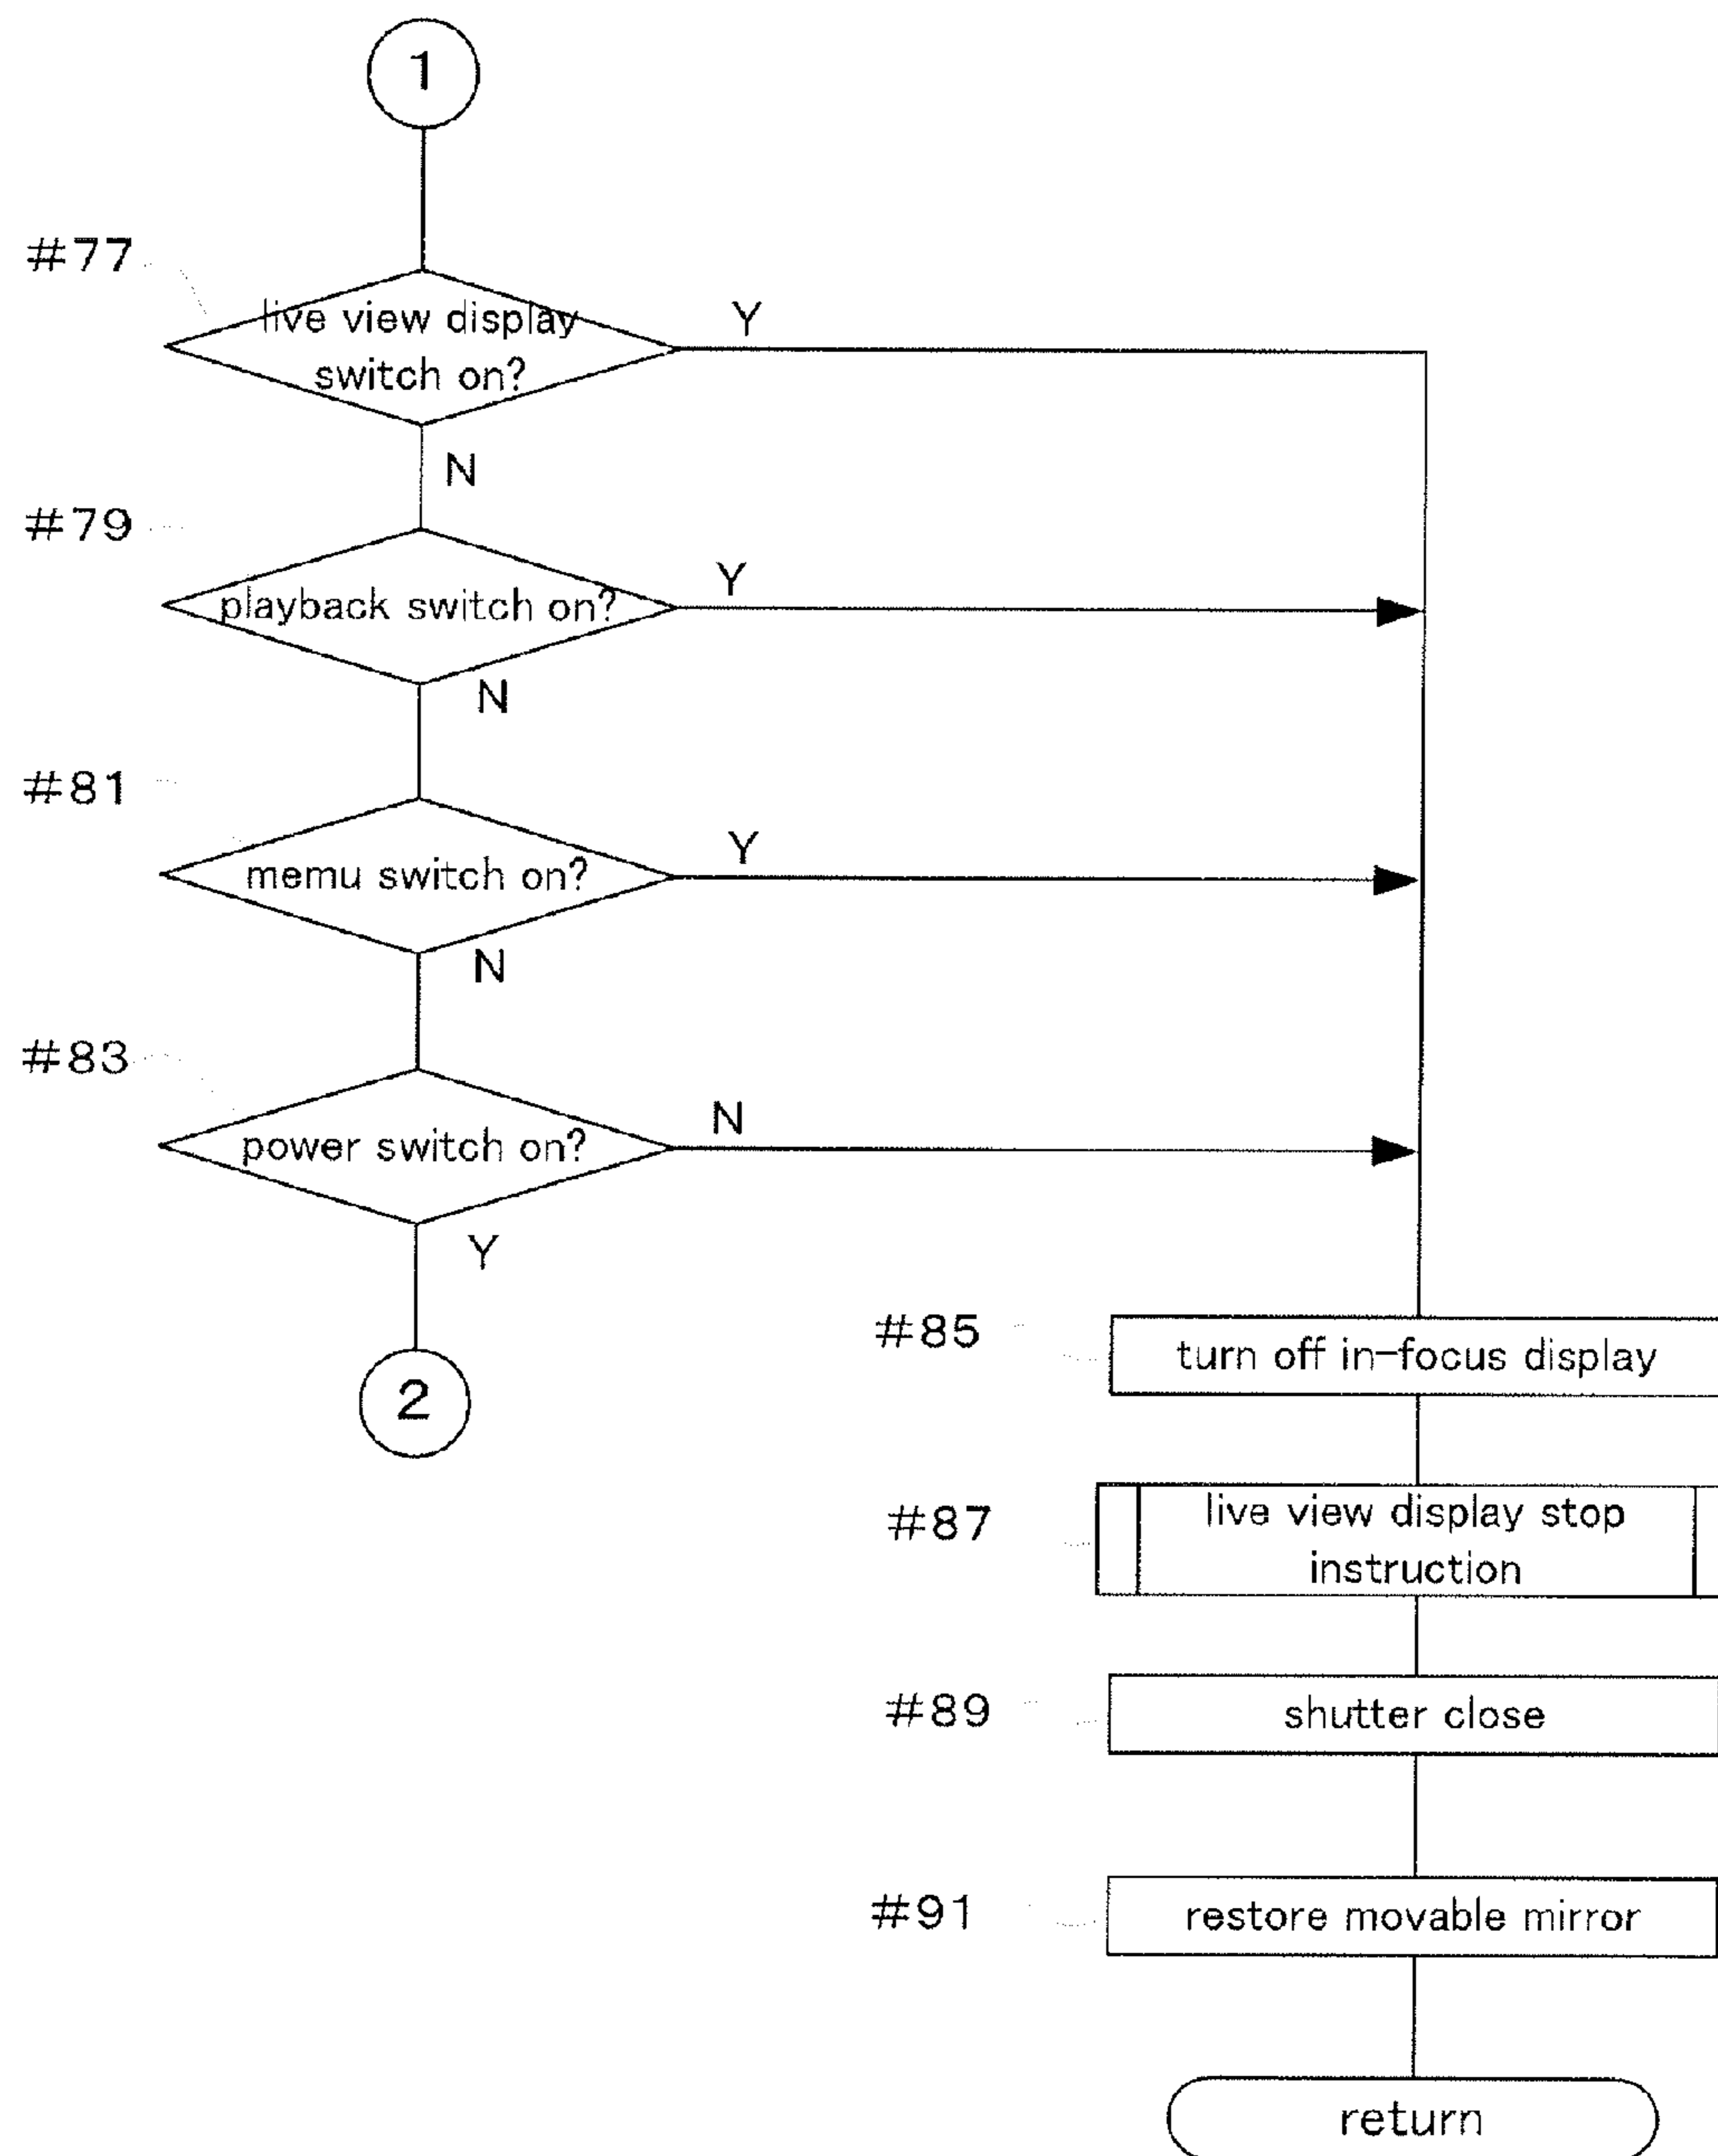 1
#77
live view display
switch on?
Y
N
#79
playback switch on?
Y
N
#81
memu switch on?
Y
N
#83
power switch on?
N
Y
2
#85
turn off in-focus display
#87
live view display stop
instruction
#89
shutter close
#91
restore movable mirror
return